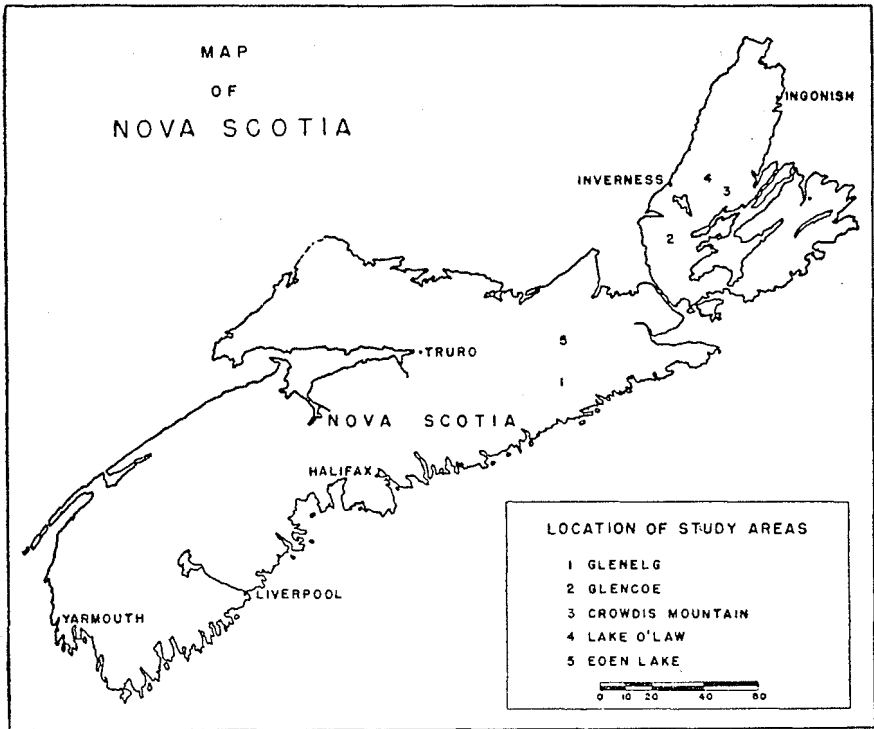 MAP
OF
NOVA SCOTIA
INGONISH
INVERNESS
4
3
2
TRURO
5
1
NOVA SCOTIA
HALIFAX
LIVERPOOL
YARMOUTH
LOCATION OF STUDY AREAS
1 GLENELG
2 GLENCOE
3 CROWDIS MOUNTAIN
4 LAKE O'LAW
5 EDEN LAKE
0 10 20 40 60